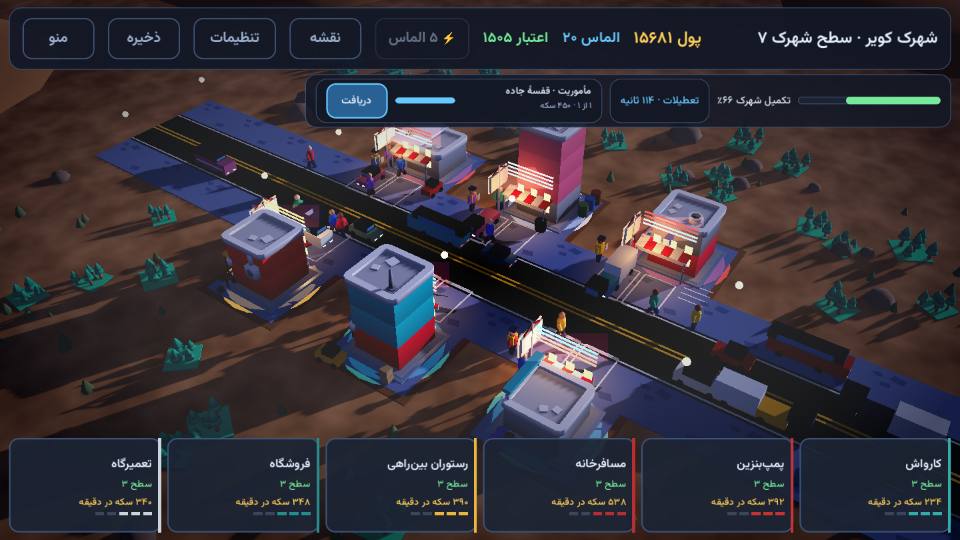 شهرک کویر · سطح شهرک ۷
پول ۱۵۶۸۱
الماس ۲۰
اعتبار ۱۵۰۵
⚡ ۵ الماس
نقشه
تنظیمات
ذخیره
منو
تکمیل شهرک ۶۶٪
تعطیلات · ۱۱۴ ثانیه
مأموریت · قفسهٔ جاده
۱ از ۱ · ۴۵۰ سکه
دریافت
کارواش
سطح ۳
۲۳۴ سکه در دقیقه
پمپ‌بنزین
سطح ۳
۳۹۲ سکه در دقیقه
مسافرخانه
سطح ۳
۵۳۸ سکه در دقیقه
رستوران بین‌راهی
سطح ۳
۳۹۰ سکه در دقیقه
فروشگاه
سطح ۳
۳۴۸ سکه در دقیقه
تعمیرگاه
سطح ۳
۳۴۰ سکه در دقیقه